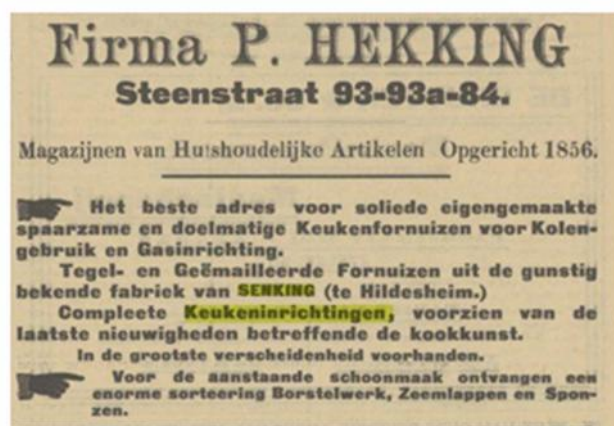 Firma P. HEKKING
Steenstraat 93-93a-84.
Magazijnen van Huishoudelijke Artikelen Opgericht 1856.
Het beste adres voor soliede eigengemaakte
spaarzame en doelmatige Keukenfornuizen voor Kolen-
gebruik en Gasinrichting.
Tegel- en Geëmailleerde Fornuizen uit de gunstig
bekende fabriek van SENKING (te Hildesheim.)
Compleete Keukeninrichtingen, voorzien van de
laatste nieuwigheden betreffende de kookkunst.
In de grootste verscheidenheid voorhanden.
Voor de aanstaande schoonmaak ontvangen een
enorme sorteering Borstelwerk, Zeemlappen en Spon-
zen.